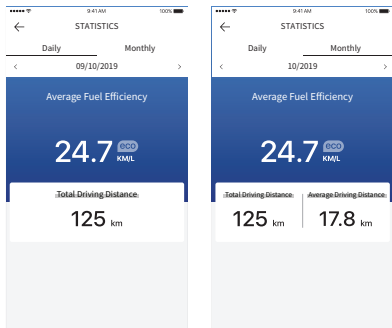 9:41 AM 100%
STATISTICS
Daily Monthly
09/10/2019
Average Fuel Efficiency
24.7 eco KM/L
Total Driving Distance
125 km
9:41 AM 100%
STATISTICS
Daily Monthly
10/2019
Average Fuel Efficiency
24.7 eco KM/L
Total Driving Distance Average Driving Distance
125 km 17.8 km